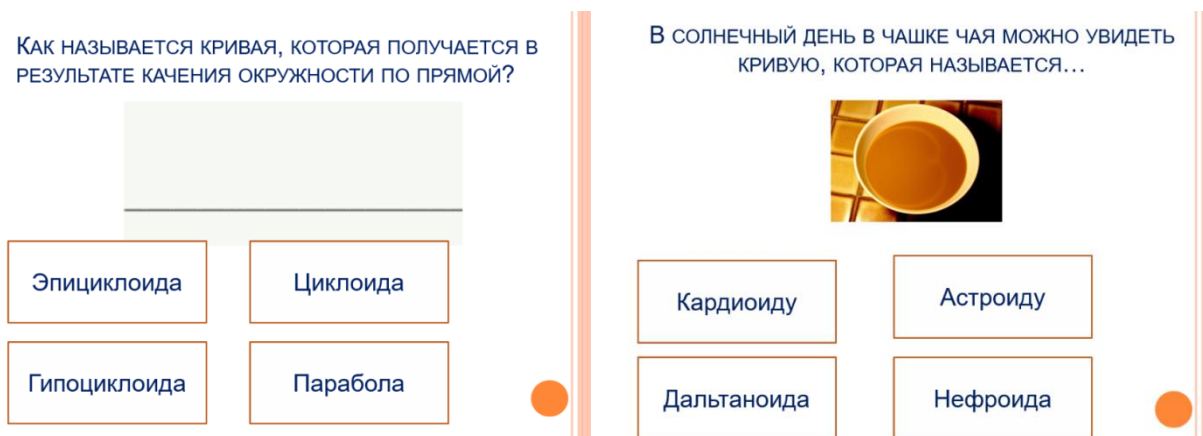 Как называется кривая, которая получается в
результате качения окружности по прямой?
Эпициклоида
Циклоида
Гипоциклоида
Парабола
В солнечный день в чашке чая можно увидеть
кривую, которая называется...
Кардиоиду
Астроиду
Дальтаноида
Нефроида